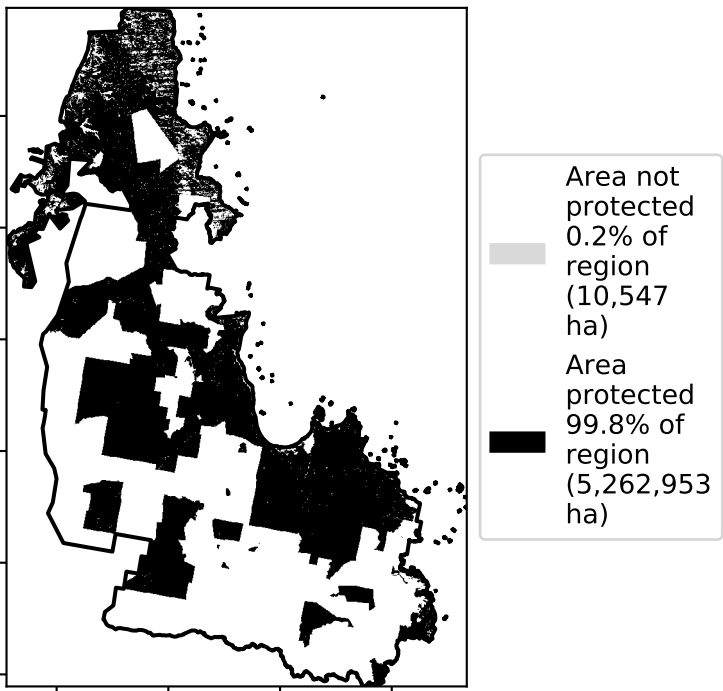 Area not
protected
0.2% of
region
(10,547
ha)
Area
protected
99.8% of
region
(5,262,953
ha)